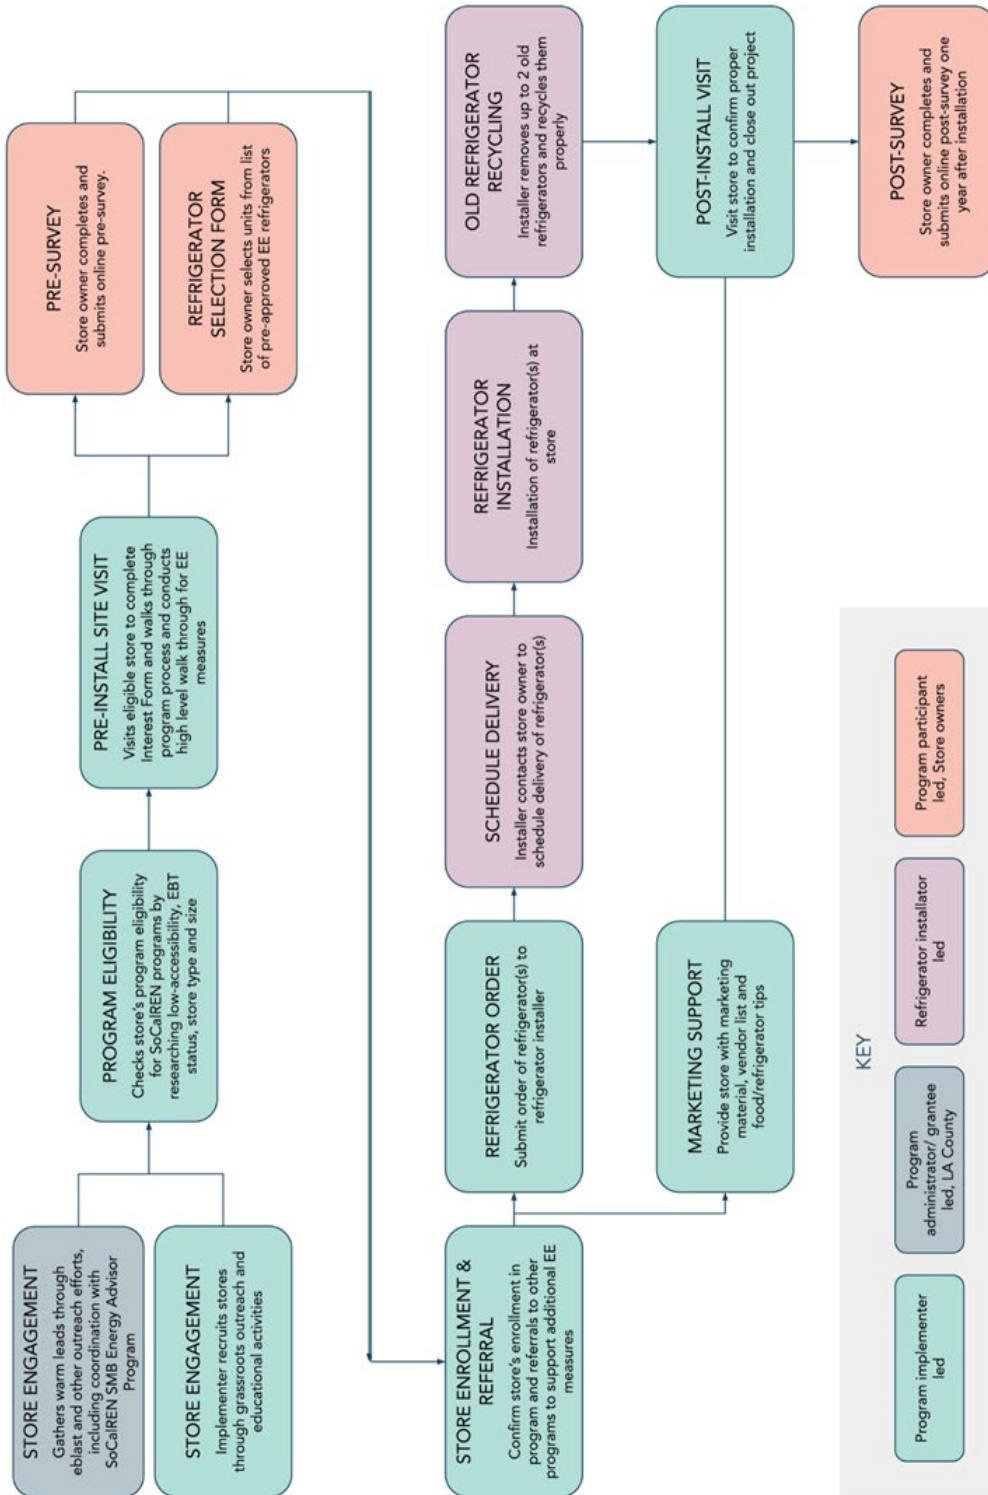 STORE ENGAGEMENT
Gathers warm leads through
eblast and other outreach efforts,
including coordination with
SoCalREN SMB Energy Advisor
Program
STORE ENGAGEMENT
Implementer recruits stores
through grassroots outreach and
educational activities
PROGRAM ELIGIBILITY
Checks store's program eligibility
for SoCalREN programs by
researching low-accessibility, EBT
status, store type and size
PRE-INSTALL SITE VISIT
Visits eligible store to complete
Interest Form and walks through
program process and conducts
high level walk through for EE
measures
PRE-SURVEY
Store owner completes and
submits online pre-survey.
REFRIGERATOR
SELECTION FORM
Store owner selects units from list
of pre-approved EE refrigerators
STORE ENROLLMENT &
REFERRAL
Confirm store's enrollment in
program and referrals to other
programs to support additional EE
measures
REFRIGERATOR ORDER
Submit order of refrigerator(s) to
refrigerator installer
SCHEDULE DELIVERY
Installer contacts store owner to
schedule delivery of refrigerator(s)
REFRIGERATOR
INSTALLATION
Installation of refrigerator(s) at
store
OLD REFRIGERATOR
RECYCLING
Installer removes up to 2 old
refrigerators and recycles them
properly
MARKETING SUPPORT
Provide store with marketing
material, vendor list and
food/refrigerator tips
POST-INSTALL VISIT
Visit store to confirm proper
installation and close out project
POST-SURVEY
Store owner completes and
submits online post-survey one
year after installation
KEY
Program implementer
led
Program
administrator/ grantee
led, LA County
Refrigerator installator
led
Program participant
led, Store owners